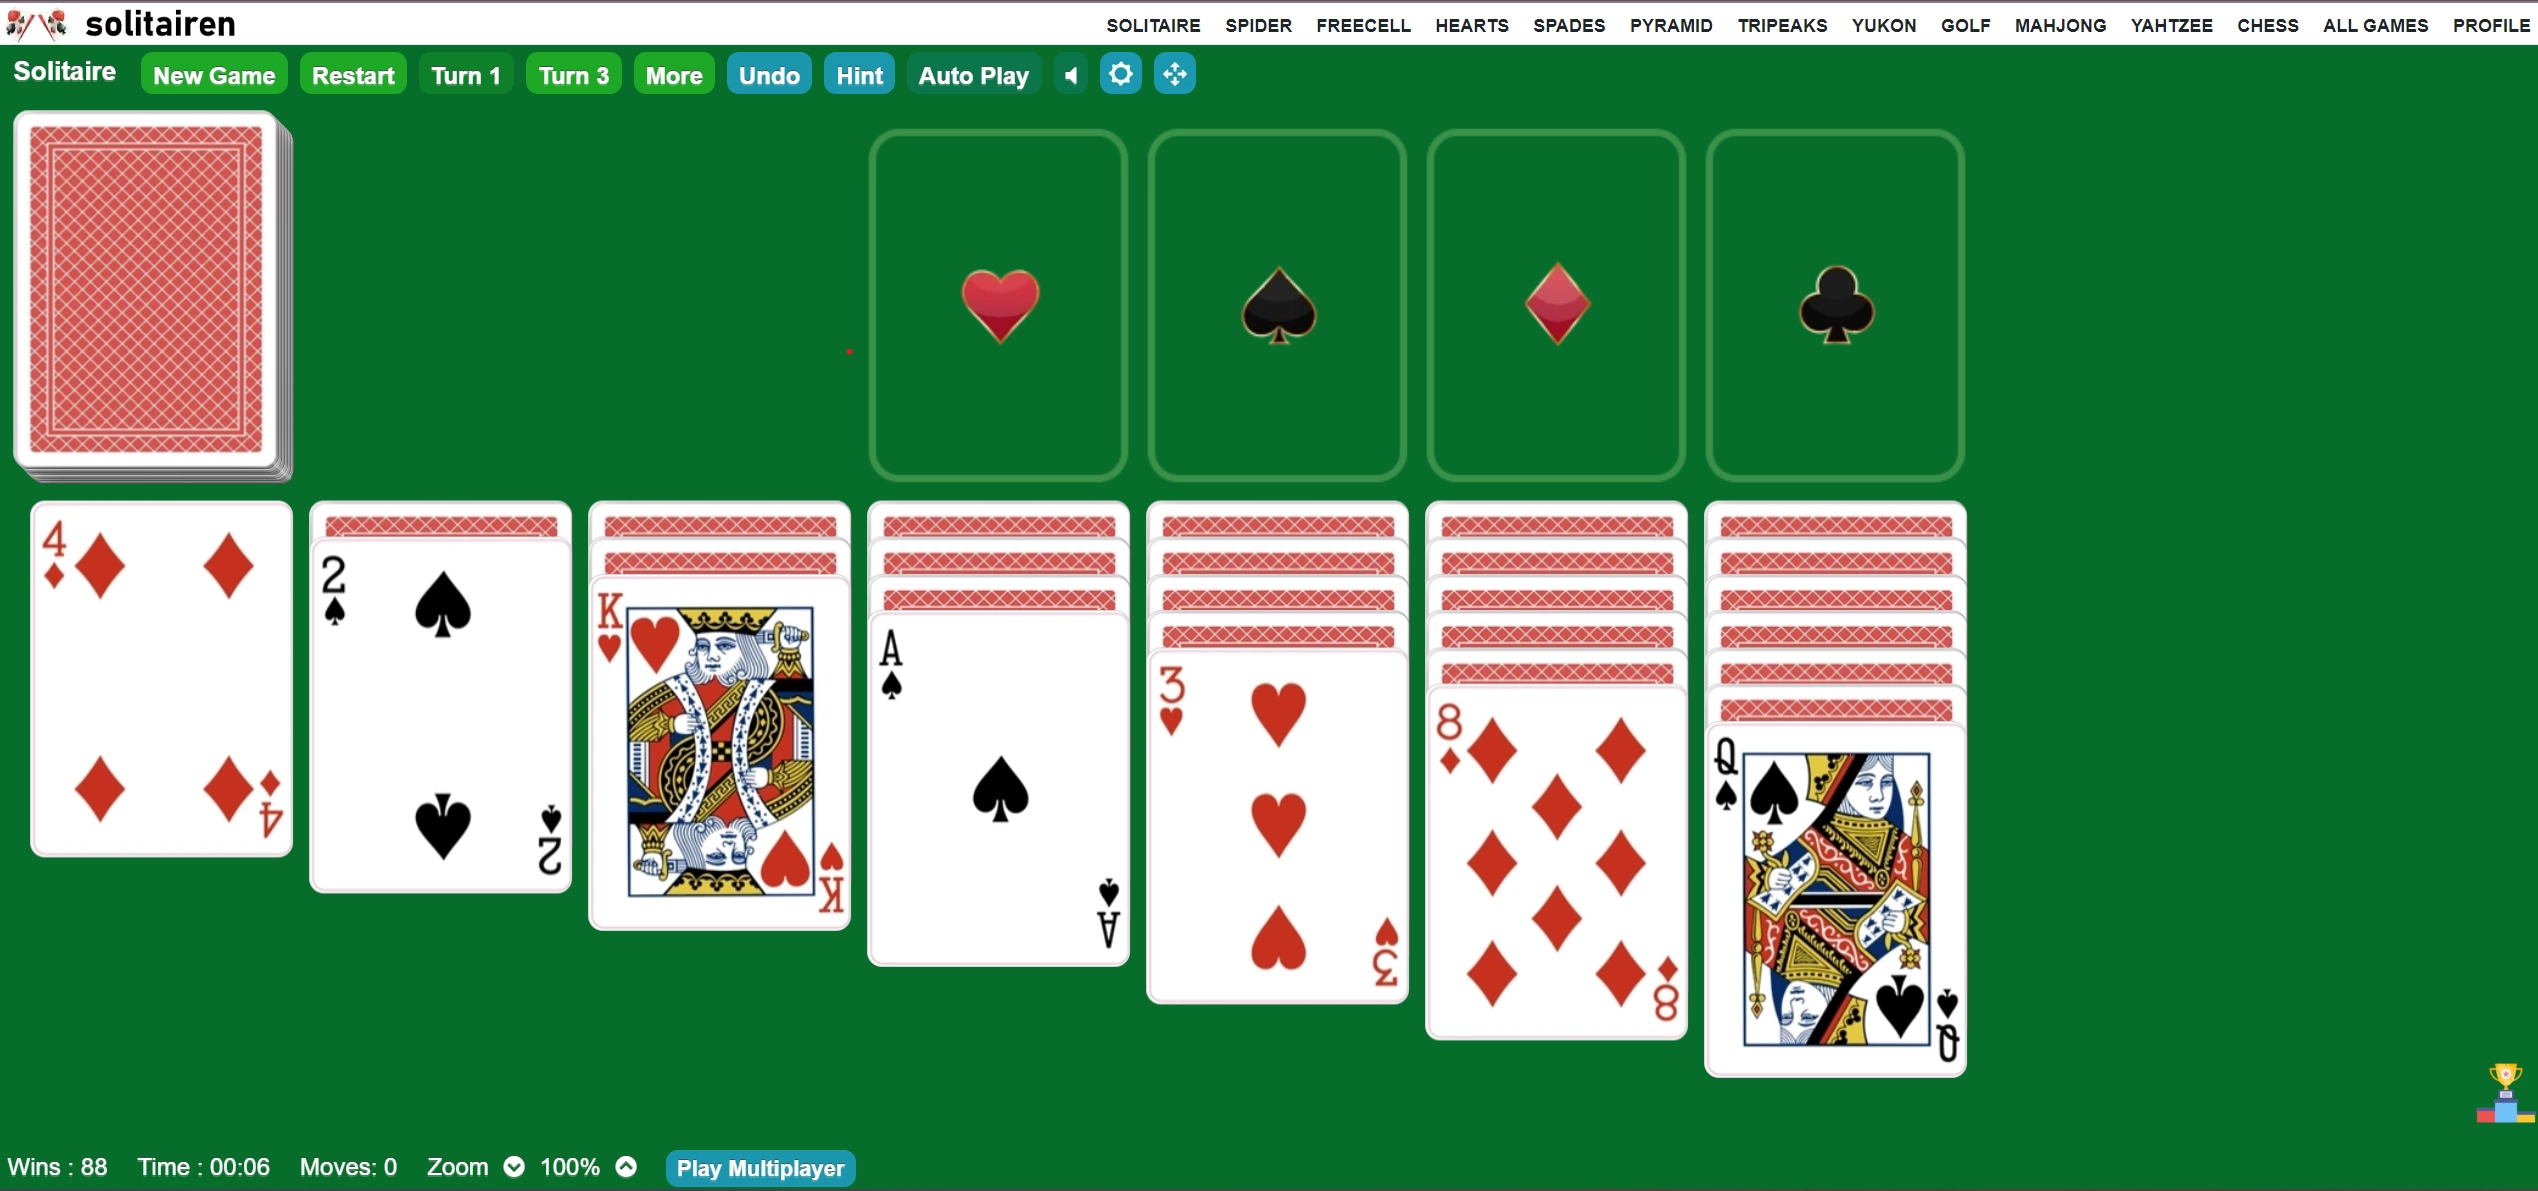 solitairen SOLITAIRE SPIDER FREECELL HEARTS SPADES PYRAMID TRIPEAKS YUKON GOLF MAHJONG YAHTZEE CHESS ALL GAMES PROFILE
Solitaire New Game Restart Turn 1 Turn 3 More Undo Hint Auto Play
4
4
2
2
K
K
A
A
3
3
8
8
Q
Q
Wins : 88 Time : 00:06 Moves: 0 Zoom 100% Play Multiplayer